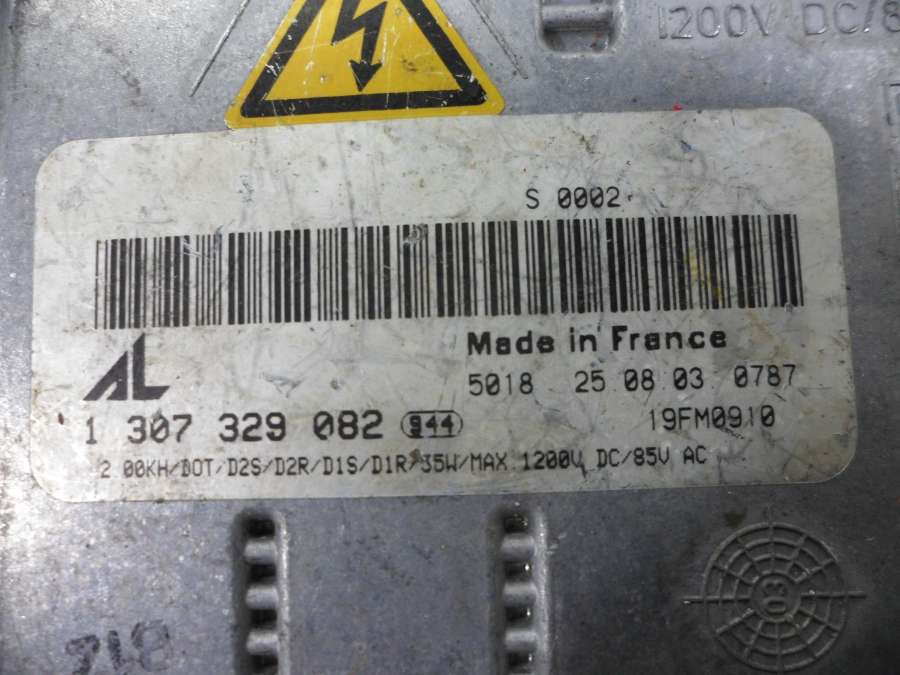 1200V DC/8
S 0002
AL
Made in France
5018 25 08 03 0787
1 307 329 082 944
19FM0910
2 00KH/DOT/D2S/D2R/D1S/D1R/35W/MAX 1200V DC/85V AC
03